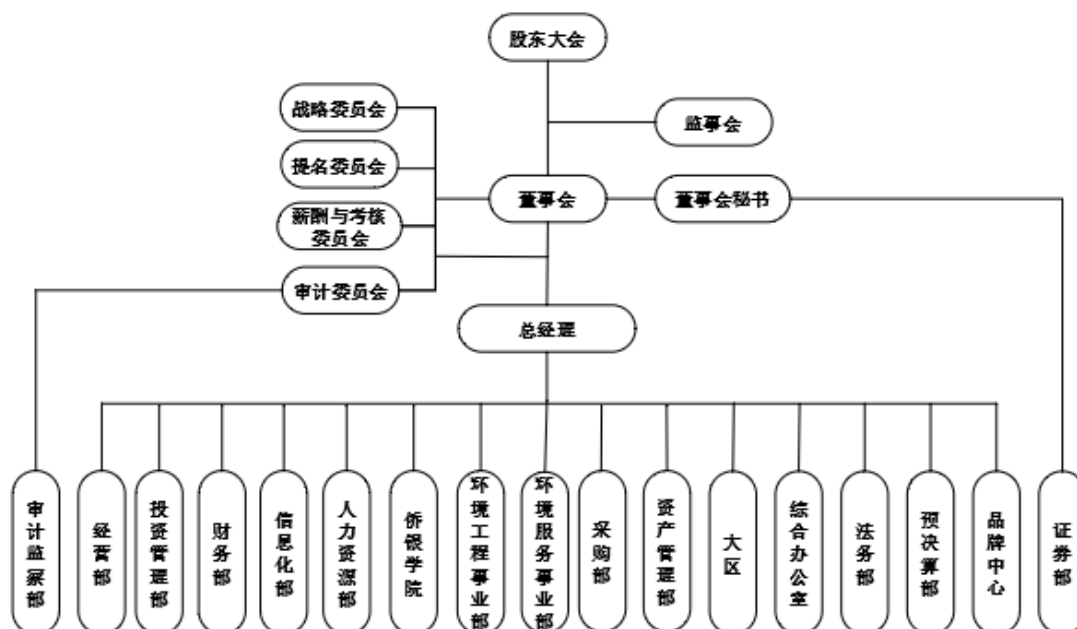 股东大会
战略委员会
监事会
提名委员会
董事会
董事会秘书
薪酬与考核
委员会
审计委员会
总经理
审计监察部
经营部
投资管理部
财务部
信息化部
人力资源部
侨银学院
环境工程事业部
环境服务事业部
采购部
资产管理部
大区
综合办公室
法务部
预决算部
品牌中心
证券部